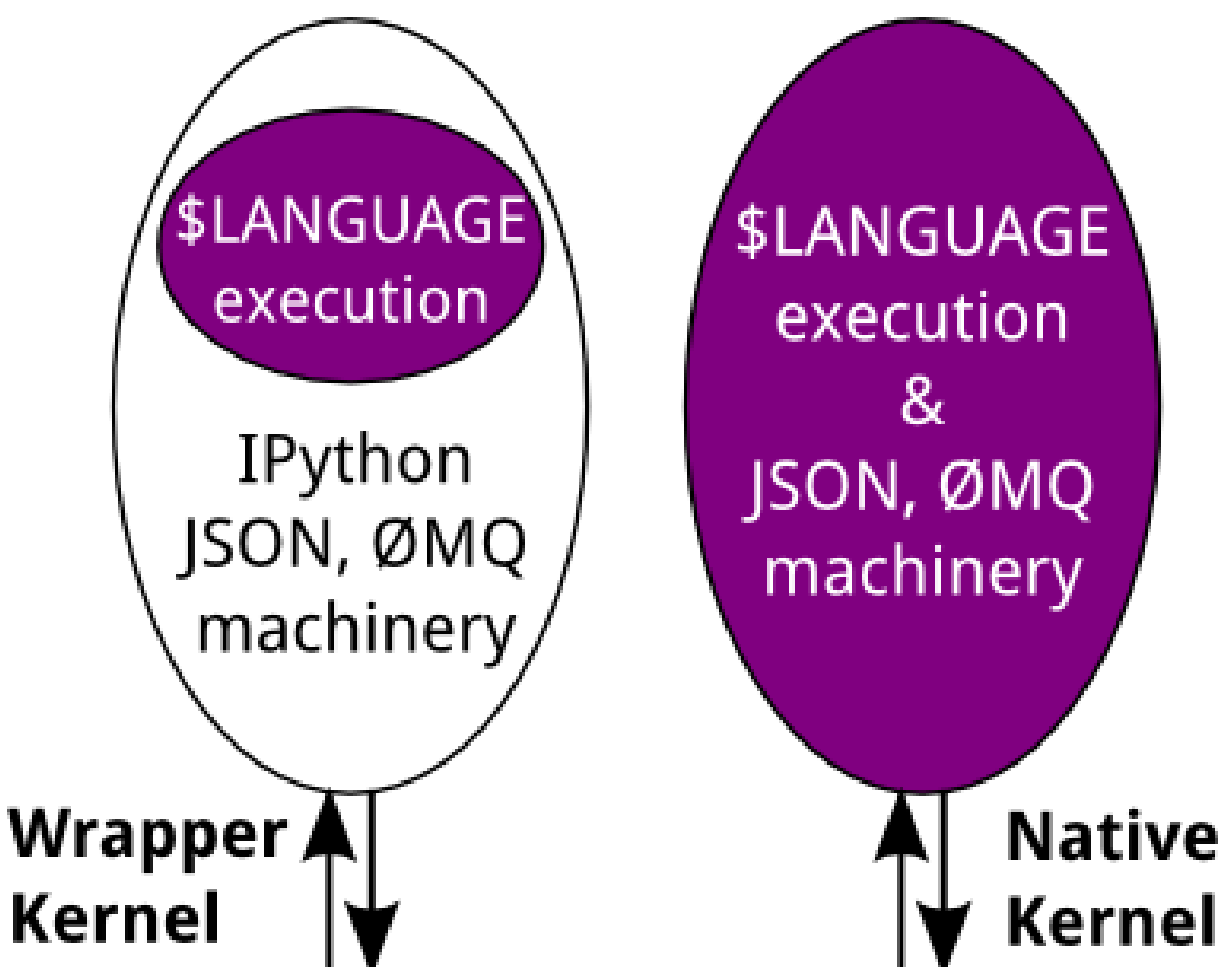 $LANGUAGE
execution
IPython
JSON, ØMQ
machinery
Wrapper
Kernel
$LANGUAGE
execution
&
JSON, ØMQ
machinery
Native
Kernel